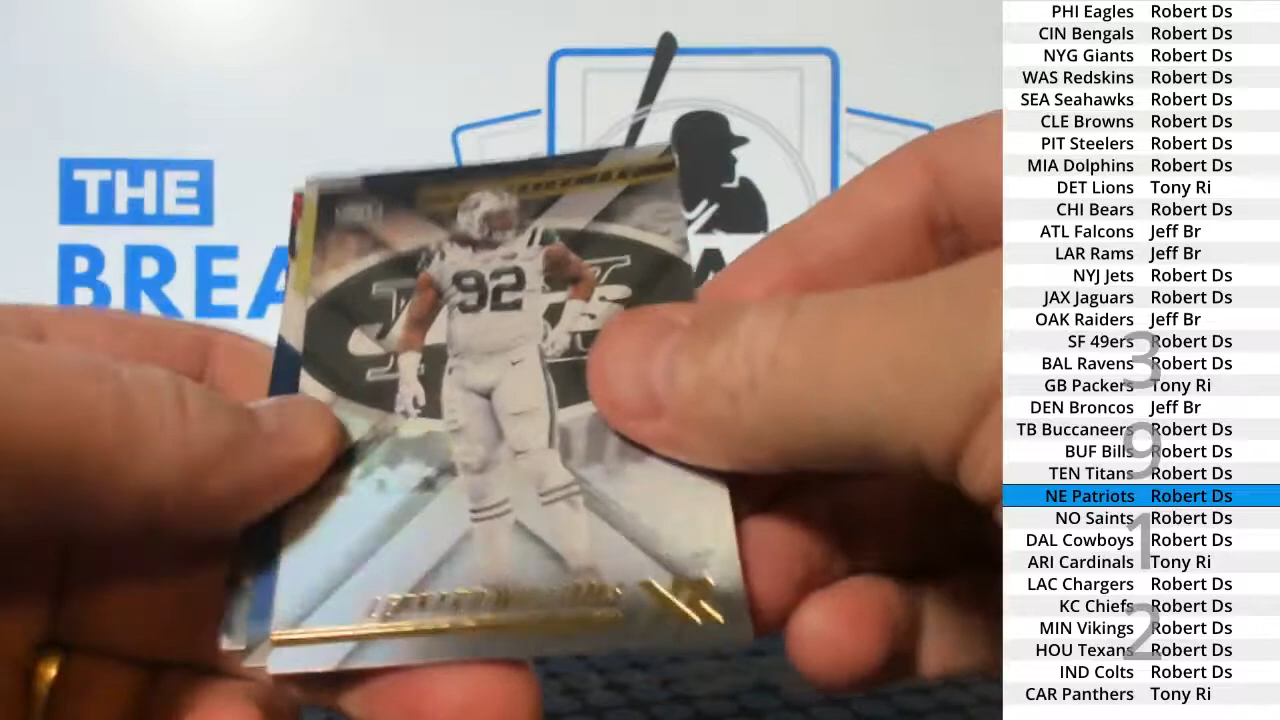 THE
BREA
92
PHI Eagles Robert Ds
CIN Bengals Robert Ds
NYG Giants Robert Ds
WAS Redskins Robert Ds
SEA Seahawks Robert Ds
CLE Browns Robert Ds
PIT Steelers Robert Ds
MIA Dolphins Robert Ds
DET Lions Tony Ri
CHI Bears Robert Ds
ATL Falcons Jeff Br
LAR Rams Jeff Br
NYJ Jets Robert Ds
JAX Jaguars Robert Ds
OAK Raiders Jeff Br
SF 49ers Robert Ds
BAL Ravens Robert Ds
GB Packers Tony Ri
DEN Broncos Jeff Br
TB Buccaneers Robert Ds
BUF Bills Robert Ds
TEN Titans Robert Ds
NE Patriots Robert Ds
NO Saints Robert Ds
DAL Cowboys Robert Ds
ARI Cardinals Tony Ri
LAC Chargers Robert Ds
KC Chiefs Robert Ds
MIN Vikings Robert Ds
HOU Texans Robert Ds
IND Colts Robert Ds
CAR Panthers Tony Ri
3
9
1
2